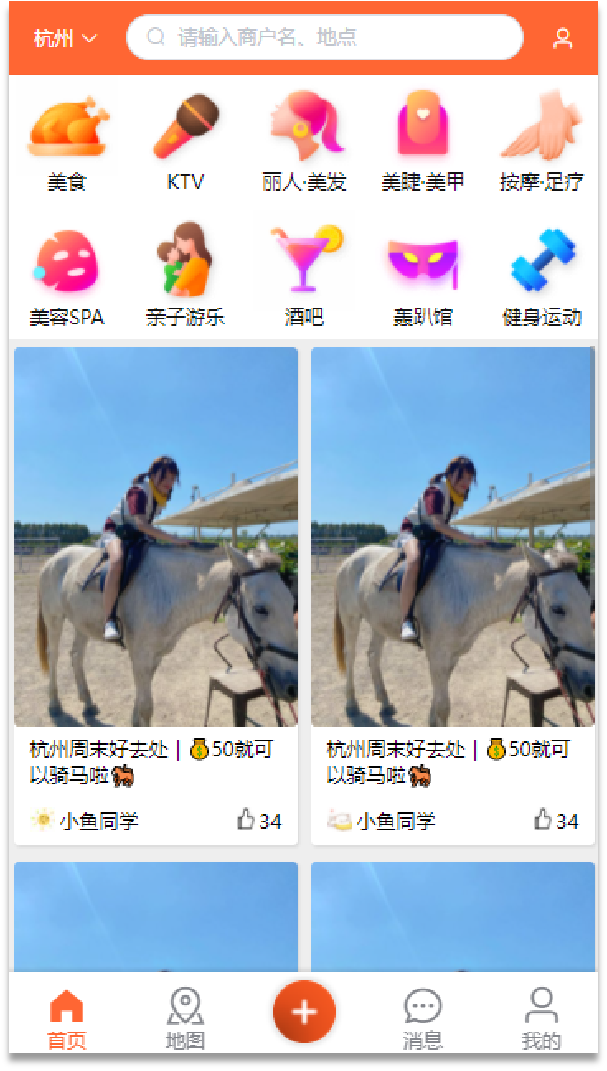 杭州
请输入商户名、地点
美食
KTV
丽人·美发
美睫·美甲
按摩·足疗
美容SPA
亲子游乐
酒吧
轰趴馆
健身运动
杭州周末好去处|💰50就可
以骑马啦🐎
小鱼同学
34
杭州周末好去处|💰50就可
以骑马啦🐎
小鱼同学
34
首页
地图
消息
我的